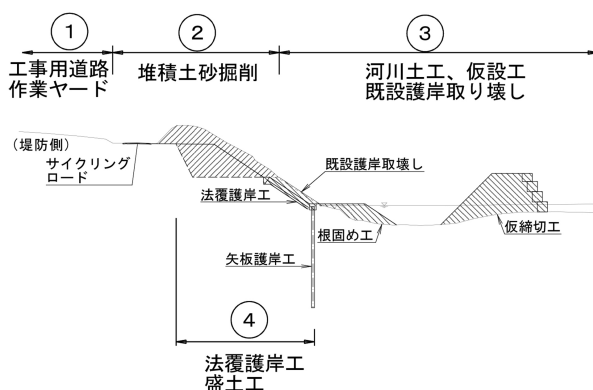 ①
②
③
工事用道路
作業ヤード
堆積土砂掘削
河川土工、仮設工
既設護岸取り壊し
(堤防側)
サイクリング
ロード
既設護岸取壊し
法覆護岸工
根固め工
仮締切工
矢板護岸工
④
法覆護岸工
盛土工